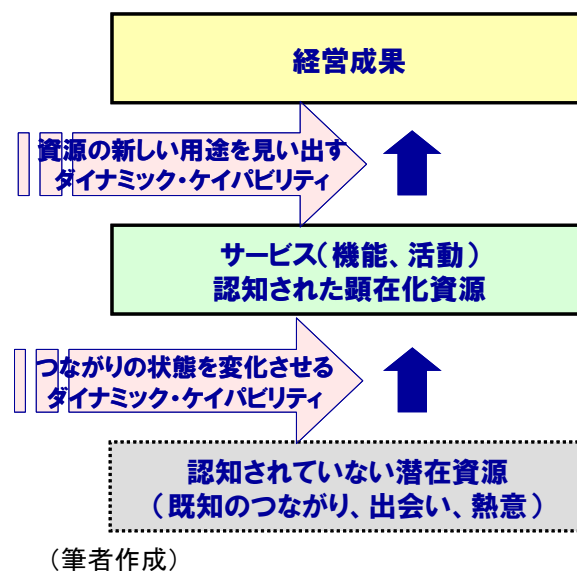 経営成果
資源の新しい用途を見い出す
ダイナミック・ケイパビリティ
サービス（機能、活動）
認知された顕在化資源
つながりの状態を変化させる
ダイナミック・ケイパビリティ
認知されていない潜在資源
（既知のつながり、出会い、熱意）
（筆者作成）